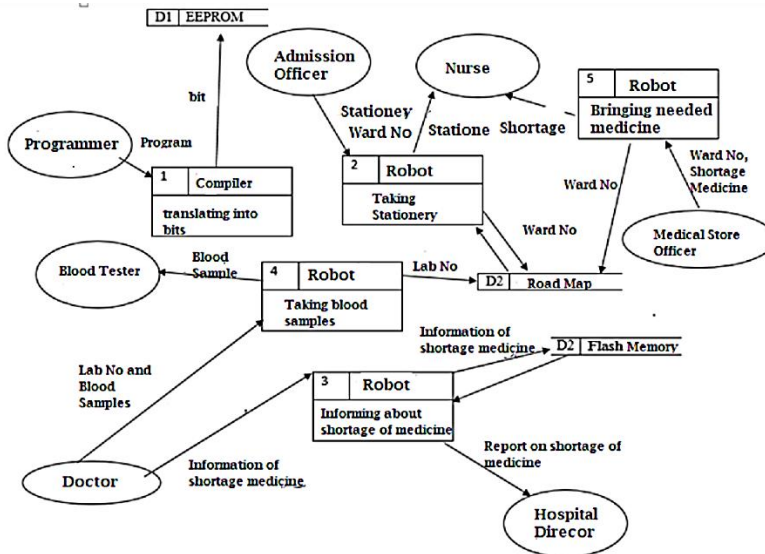 D1 EEPROM
Admission
Officer
Nurse
5 Robot
Bringing needed
medicine
bit
Stationey
Ward No
Statione
Shortage
Programmer
Program
Ward No,
Shortage
Medicine
1 Compiler
translating into
bits
2 Robot
Taking
Stationery
Ward No
Ward No
Medical Store
Officer
Blood Tester
Blood
Sample
4 Robot
Taking blood
samples
Lab No
D2 Road Map
Information of
shortage medicine
D2 Flash Memory
Lab No and
Blood
Samples
3 Robot
Informing about
shortage of medicine
Report on shortage of
medicine
Doctor
Information of
shortage medicine.
Hospital
Direcor